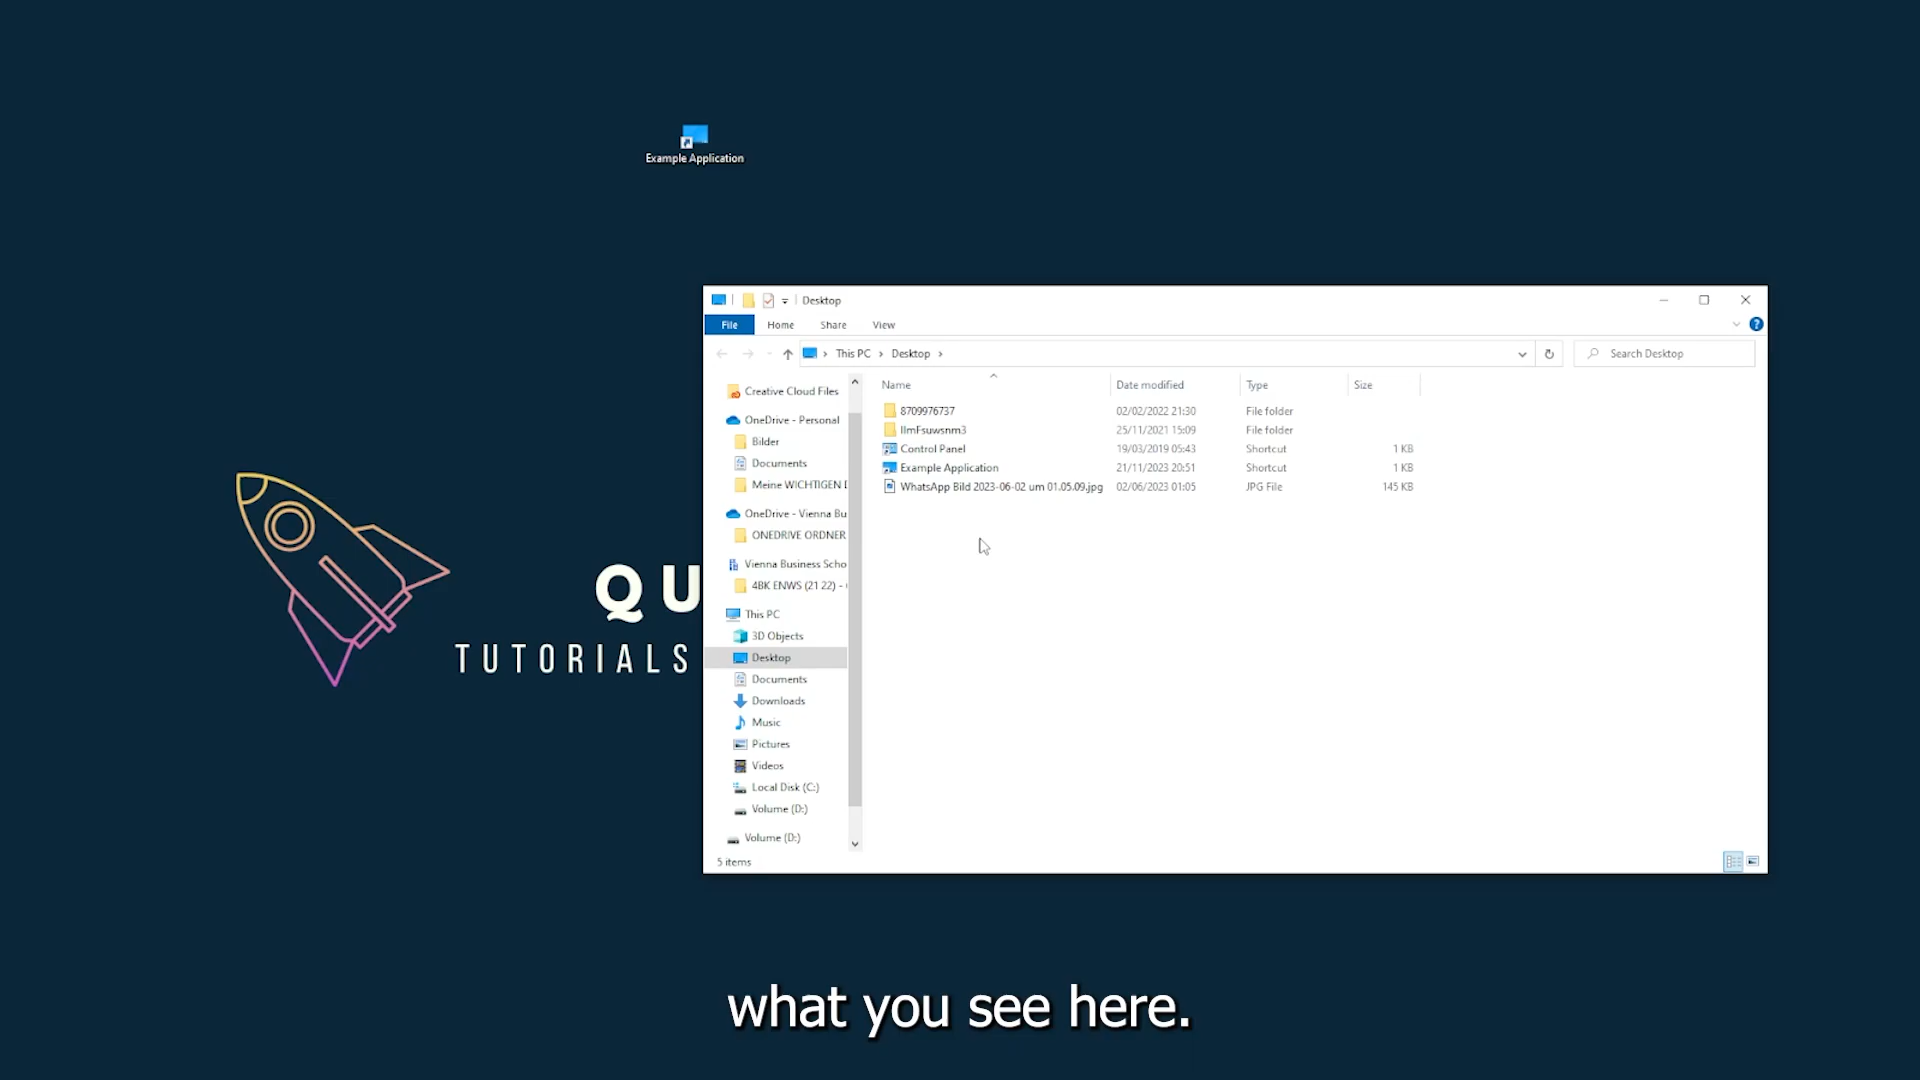 Example Application
QU
TUTORIALS
Desktop
File Home Share View
This PC Desktop
Search Desktop
Name Date modified Type Size
8709976737 02/02/2022 21:30 File folder
25/11/2021 15:09 File folder
Control Panel 19/03/2019 05:43 Shortcut 1 KB
Example Application 21/11/2023 20:51 Shortcut 1 KB
WhatsApp Bild 2023-06-02 um 01.05.09.jpg 02/06/2023 01:05 JPG File 145 KB
Creative Cloud Files
OneDrive - Personal
Bilder
Documents
Meine WICHTIGEN
OneDrive - Vienna Bu
ONEDRIVE ORDNER
Vienna Business Scho
4BK ENWS (21 22) -
This PC
3D Objects
Desktop
Documents
Downloads
Music
Pictures
Videos
Local Disk (C:)
Volume (D:)
Volume (D:)
5 items
what you see here.